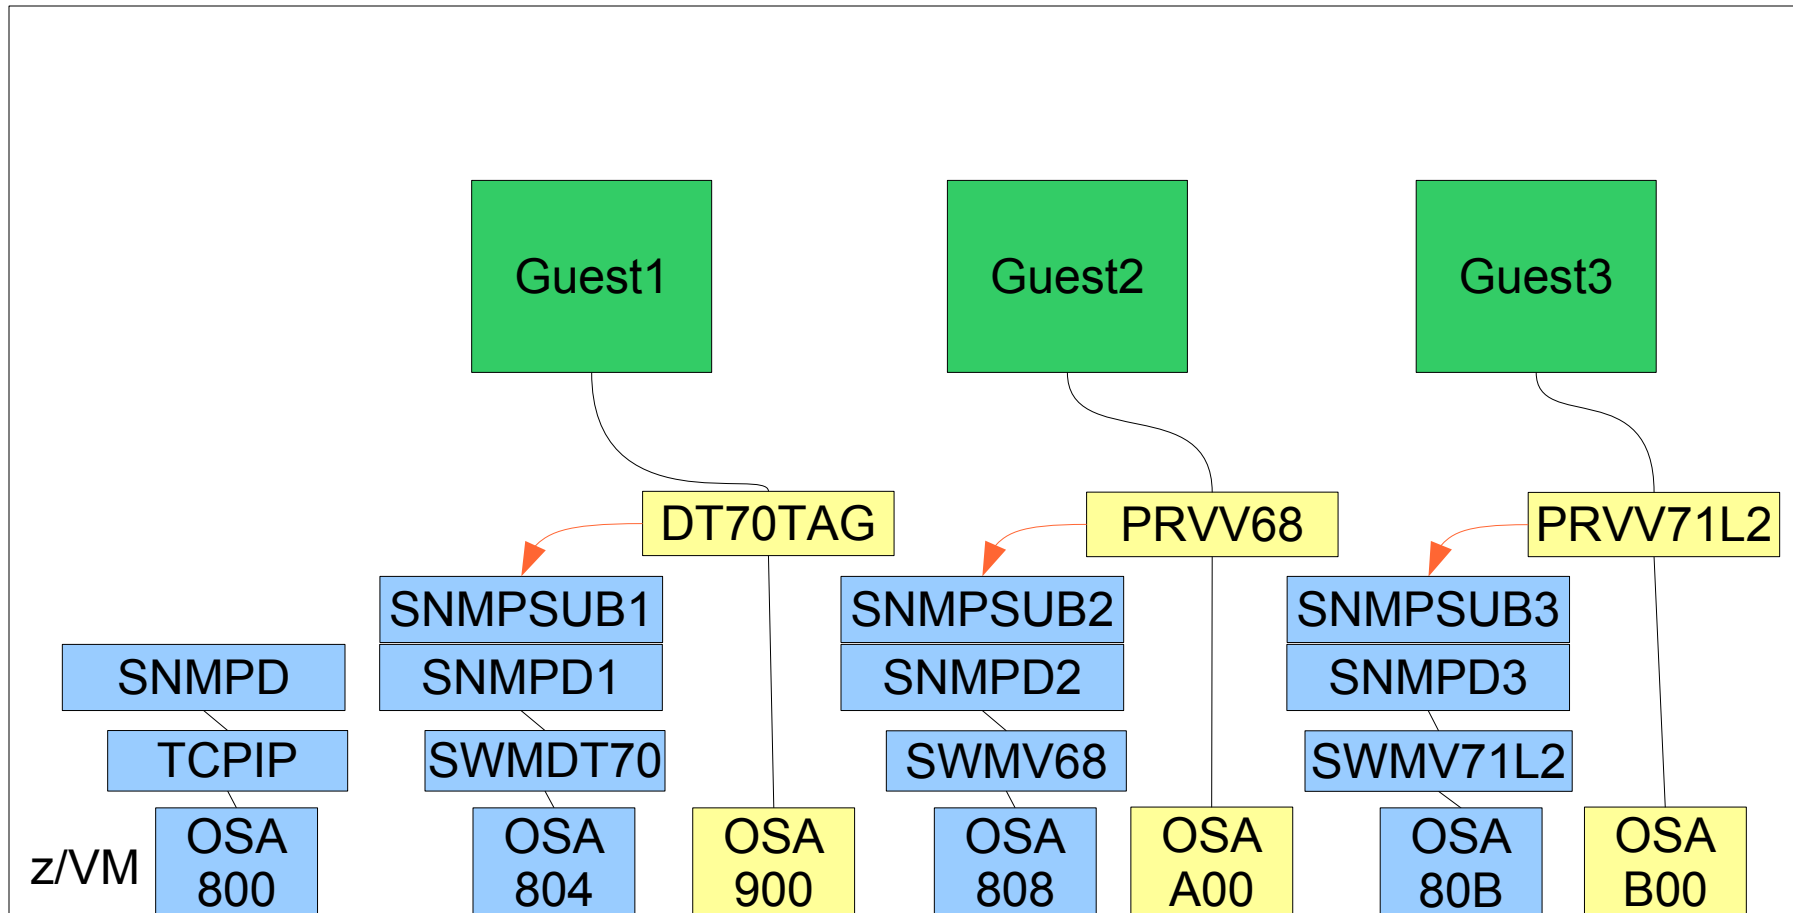 Guest1
Guest2
Guest3
DT70TAG
PRVV68
PRVV71L2
SNMPSUB1
SNMPSUB2
SNMPSUB3
SNMPD
SNMPD1
SNMPD2
SNMPD3
TCPIP
SWMDT70
SWMV68
SWMV71L2
z/VM
OSA
800
OSA
804
OSA
900
OSA
808
OSA
A00
OSA
80B
OSA
B00